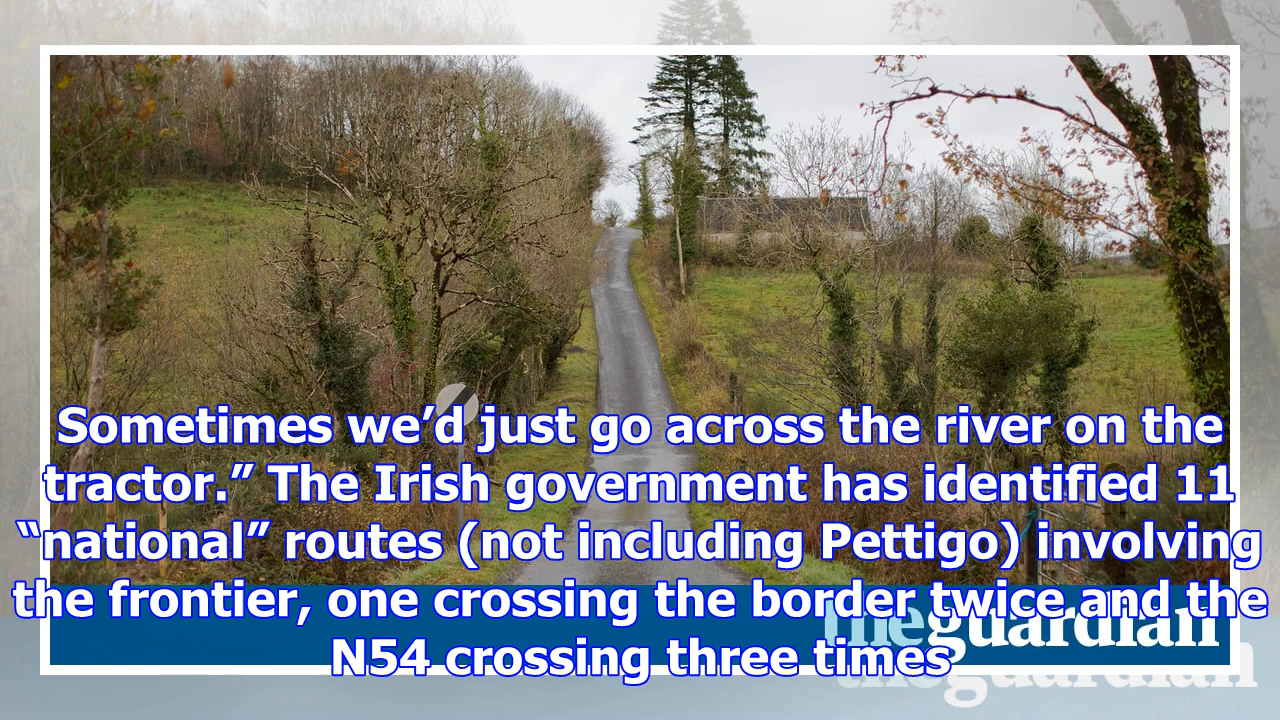 Sometimes we’d just go across the river on the
tractor.” The Irish government has identified 11
“national” routes (not including Pettigo) involving
the frontier, one crossing the border twice and the
N54 crossing three times
theguardian
theguardian